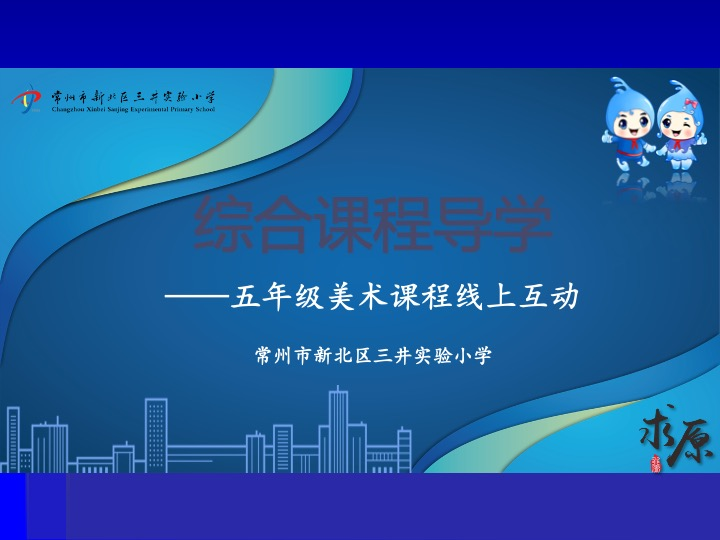 常州市新北区三井实验小学
Changzhou Xinbei Sanjing Experimental Primary School
综合课程导学
——五年级美术课程线上互动
常州市新北区三井实验小学
求原